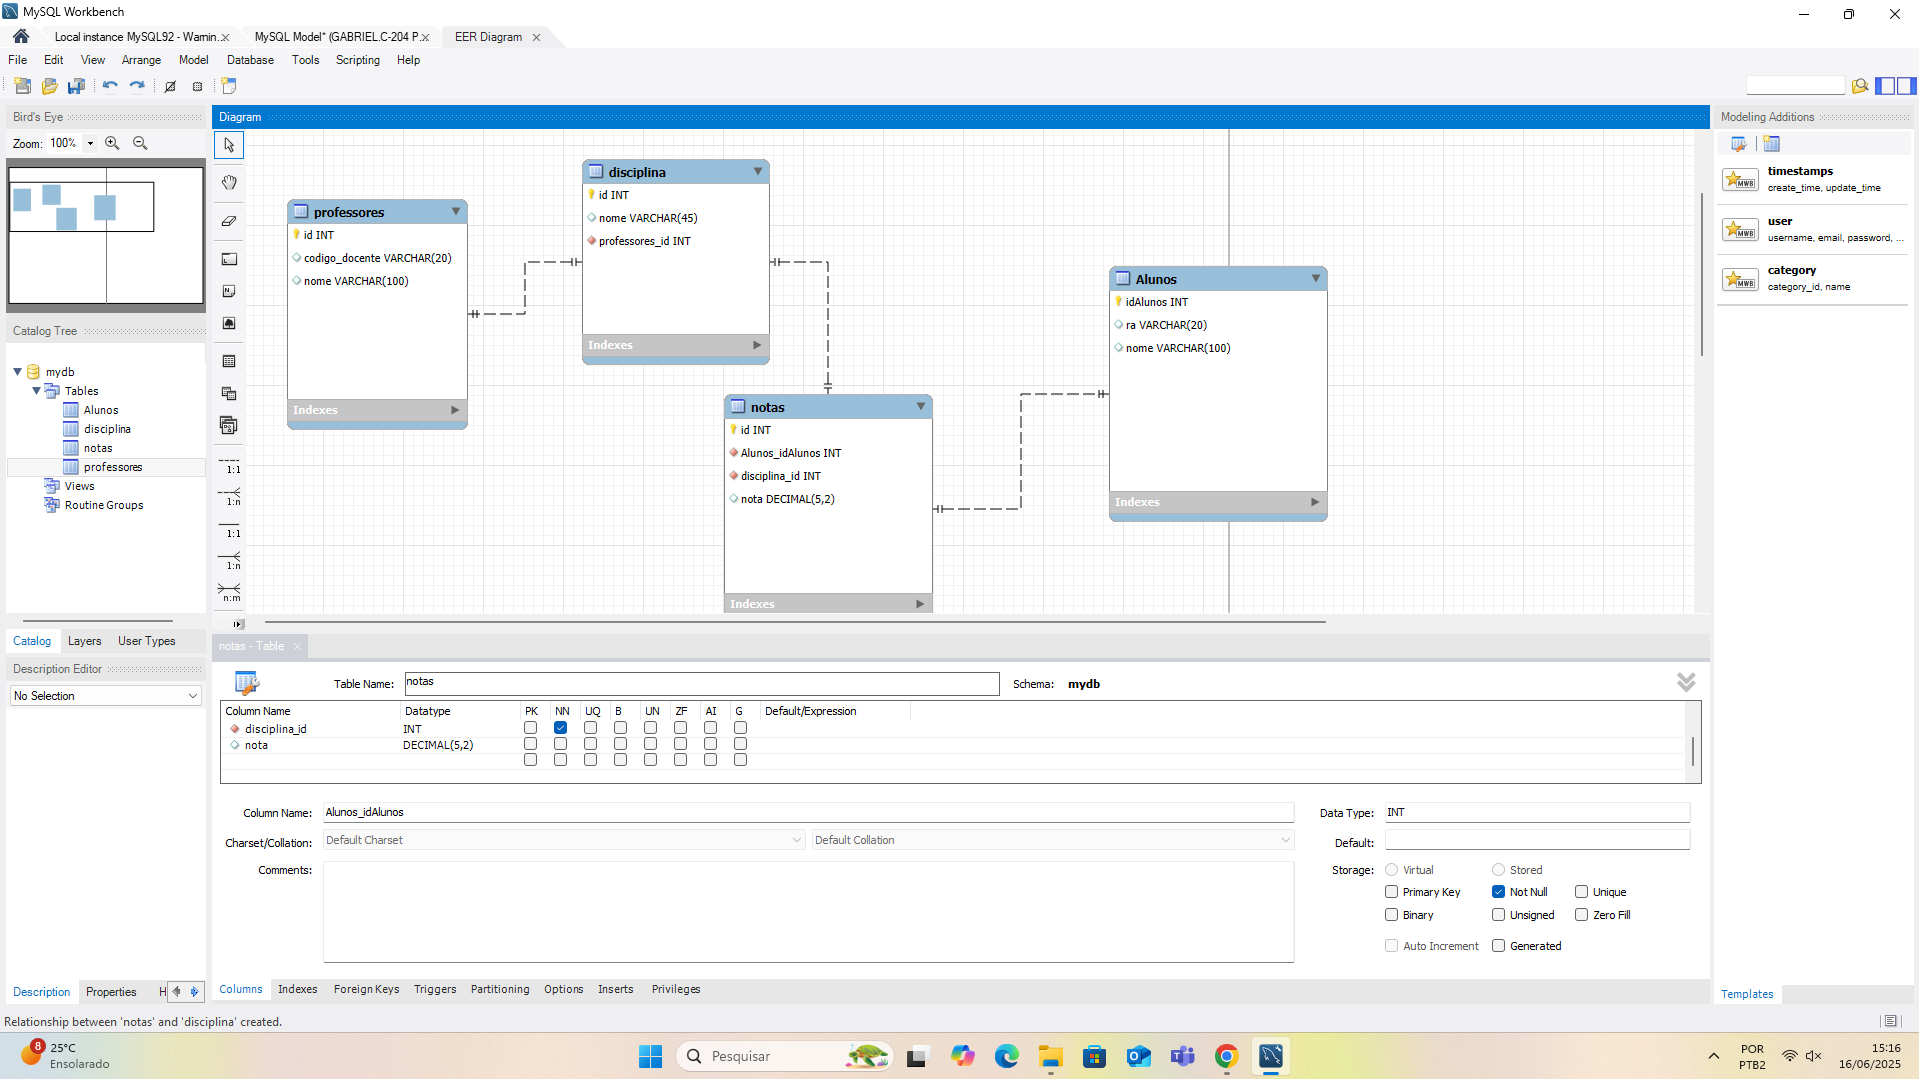 MySQL Workbench
Local instance MySQL92 - Warnin...
MySQL Model* (GABRIEL.C-204 P...
EER Diagram
File Edit View Arrange Model Database Tools Scripting Help
Bird's Eye
Zoom: 100%
Catalog Tree
mydb
Tables
Alunos
disciplina
notas
professores
Views
Routine Groups
Catalog Layers User Types
Description Editor
No Selection
Description Properties H
Diagram
1:1
1:n
1:1
1:n
n:m
professores
id INT
codigo_docente VARCHAR(20)
nome VARCHAR(100)
Indexes
disciplina
id INT
nome VARCHAR(45)
professores_id INT
Indexes
notas
id INT
Alunos_idAlunos INT
disciplina_id INT
nota DECIMAL(5,2)
Indexes
Alunos
idAlunos INT
ra VARCHAR(20)
nome VARCHAR(100)
Indexes
Modeling Additions
MWB
timestamps
create_time, update_time
MWB
user
username, email, password, ...
MWB
category
category_id, name
Templates
notas - Table
Table Name: notas Schema: mydb
Column Name Datatype PK NN UQ B UN ZF AI G Default/Expression
disciplina_id INT
nota DECIMAL(5,2)
Column Name: Alunos_idAlunos Data Type: INT
Charset/Collation: Default Charset Default Collation Default:
Comments: Storage: Virtual Stored
Primary Key Not Null Unique
Binary Unsigned Zero Fill
Auto Increment Generated
Columns Indexes Foreign Keys Triggers Partitioning Options Inserts Privileges
Relationship between 'notas' and 'disciplina' created.
8
25°C
Ensolarado
Pesquisar
POR
PTB2
15:16
16/06/2025